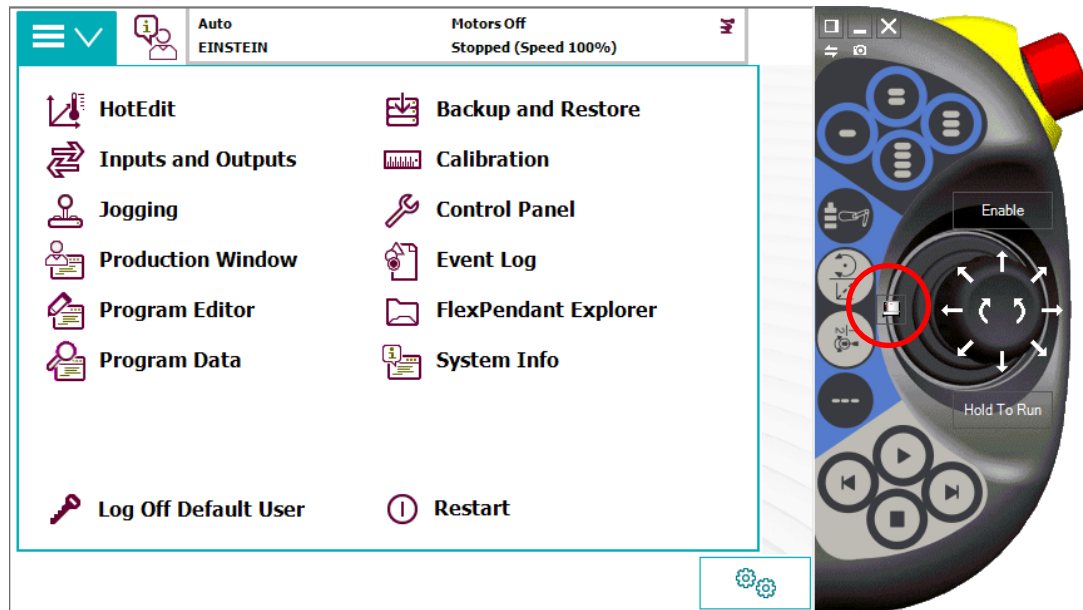 Auto
EINSTEIN
Motors Off
Stopped (Speed 100%)
HotEdit
Backup and Restore
Inputs and Outputs
Calibration
Jogging
Control Panel
Production Window
Event Log
Program Editor
FlexPendant Explorer
Program Data
System Info
Log Off Default User
Restart
Enable
Hold To Run